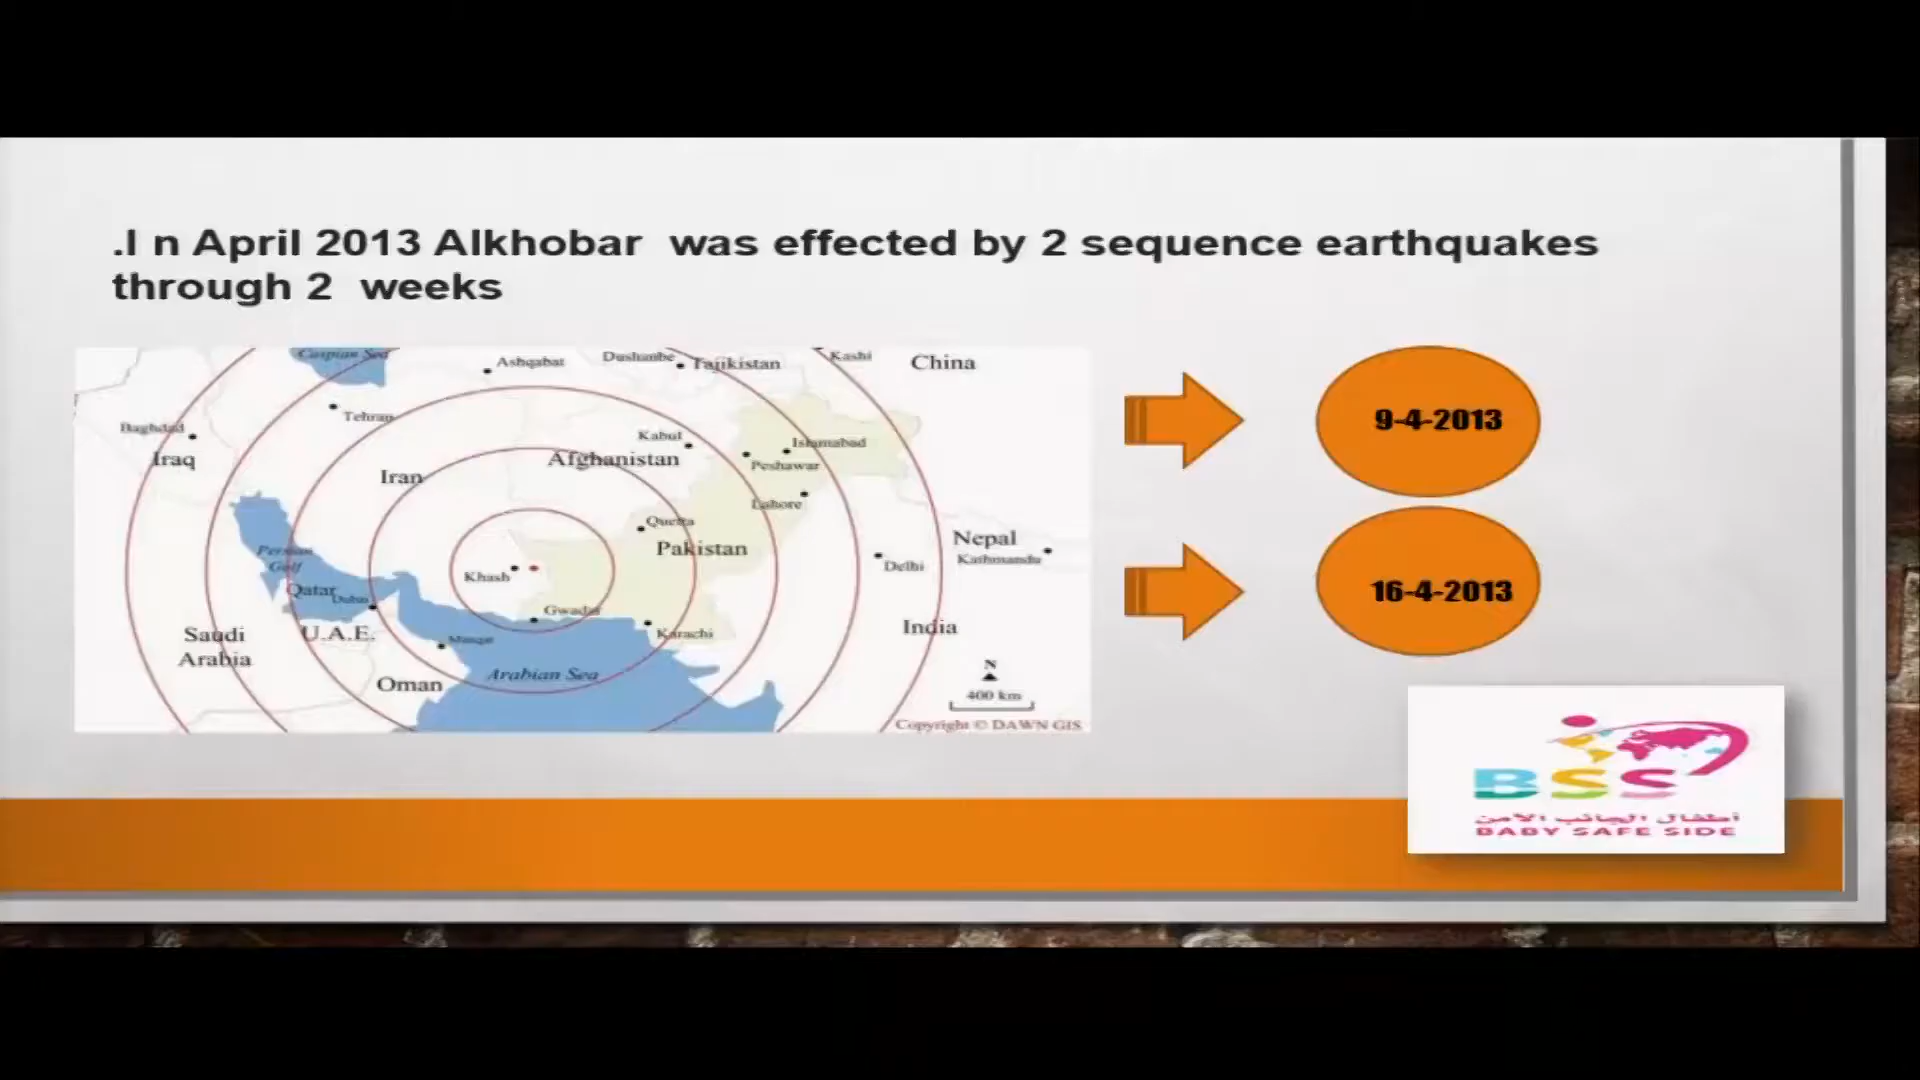 .I n April 2013 Alkhobar was effected by 2 sequence earthquakes
through 2 weeks
Caspian Sea
Ashqabat
Dushanbe
Tajikistan
Kashi
China
Tehran
Baghdad
Iraq
Iran
Kabul
Afghanistan
Islamabad
Peshawar
Lahore
Quetta
Pakistan
Nepal
Kathmandu
Delhi
Persian
Gulf
Khash
Qatar
Dubai
Gwadar
Saudi
Arabia
U.A.E.
Muscat
Karachi
India
Oman
Arabian Sea
N
400 km
Copyright © DAWN GIS
9-4-2013
16-4-2013
BSS
أطفال الجانب الآمن
BABY SAFE SIDE